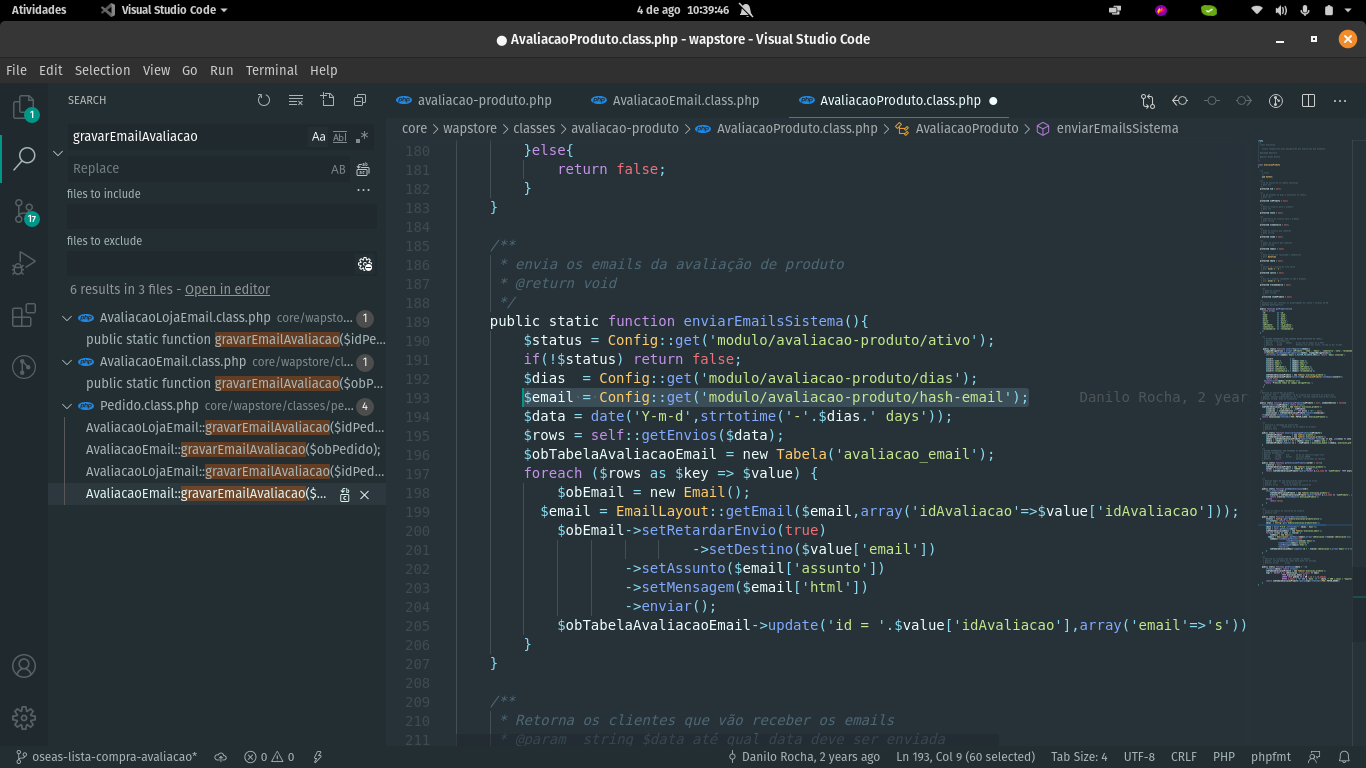 Atividades
Visual Studio Code
4 de ago 10:39:46
AvaliacaoProduto.class.php - wapstore - Visual Studio Code
File Edit Selection View Go Run Terminal Help
SEARCH
avaliacao-produto.php
AvaliacaoEmail.class.php
AvaliacaoProduto.class.php
core > wapstore > classes > avaliacao-produto > AvaliacaoProduto.class.php > AvaliacaoProduto > enviarEmailsSistema
1
17
gravarEmailAvaliacao
Aa Abl .*
Replace
AB
files to include
...
files to exclude
6 results in 3 files - Open in editor
AvaliacaoLojaEmail.class.php core/wapsto... 1
public static function gravarEmailAvaliacao($idPe...
AvaliacaoEmail.class.php core/wapstore/cl... 1
public static function gravarEmailAvaliacao($obP...
Pedido.class.php core/wapstore/classes/pe... 4
AvaliacaoLojaEmail::gravarEmailAvaliacao($idPed...
AvaliacaoEmail::gravarEmailAvaliacao($obPedido);
AvaliacaoLojaEmail::gravarEmailAvaliacao($idPed...
AvaliacaoEmail::gravarEmailAvaliacao($...
180 }else{
181 return false;
182 }
183 }
184
185 /**
186 * envia os emails da avaliação de produto
187 * @return void
188 */
189 public static function enviarEmailsSistema(){
190 $status = Config::get('modulo/avaliacao-produto/ativo');
191 if(!$status) return false;
192 $dias  = Config::get('modulo/avaliacao-produto/dias');
193 $email = Config::get('modulo/avaliacao-produto/hash-email'); Danilo Rocha, 2 year
194 $data = date('Y-m-d',strtotime('-'.$dias.' days'));
195 $rows = self::getEnvios($data);
196 $obTabelaAvaliacaoEmail = new Tabela('avaliacao_email');
197 foreach ($rows as $key => $value) {
198 $obEmail = new Email();
199 $email = EmailLayout::getEmail($email,array('idAvaliacao'=>$value['idAvaliacao']));
200 $obEmail->setRetardarEnvio(true)
201 ->setDestino($value['email'])
202 ->setAssunto($email['assunto'])
203 ->setMensagem($email['html'])
204 ->enviar();
205 $obTabelaAvaliacaoEmail->update('id = '.$value['idAvaliacao'],array('email'=>'s'))
206 }
207 }
208
209 /**
210 * Retorna os clientes que vão receber os emails
211 * @param  string $data até qual data deve ser enviada
oseas-lista-compra-avaliacao*
0 0
Danilo Rocha, 2 years ago
Ln 193, Col 9 (60 selected)
Tab Size: 4
UTF-8
CRLF
PHP
phpfmt